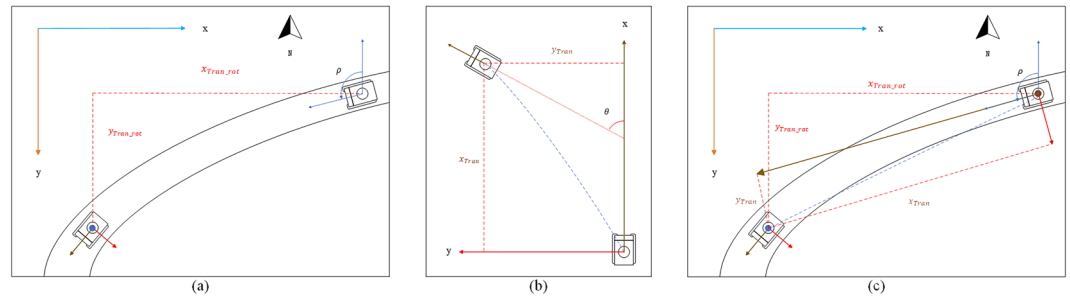 x
N
x_Tran_rot
ρ
y_Tran_rot
y
(a)
x
y_Tran
θ
x_Tran
y
(b)
x
N
ρ
x_Tran_rot
y_Tran_rot
y
y_Tran
x_Tran
(c)